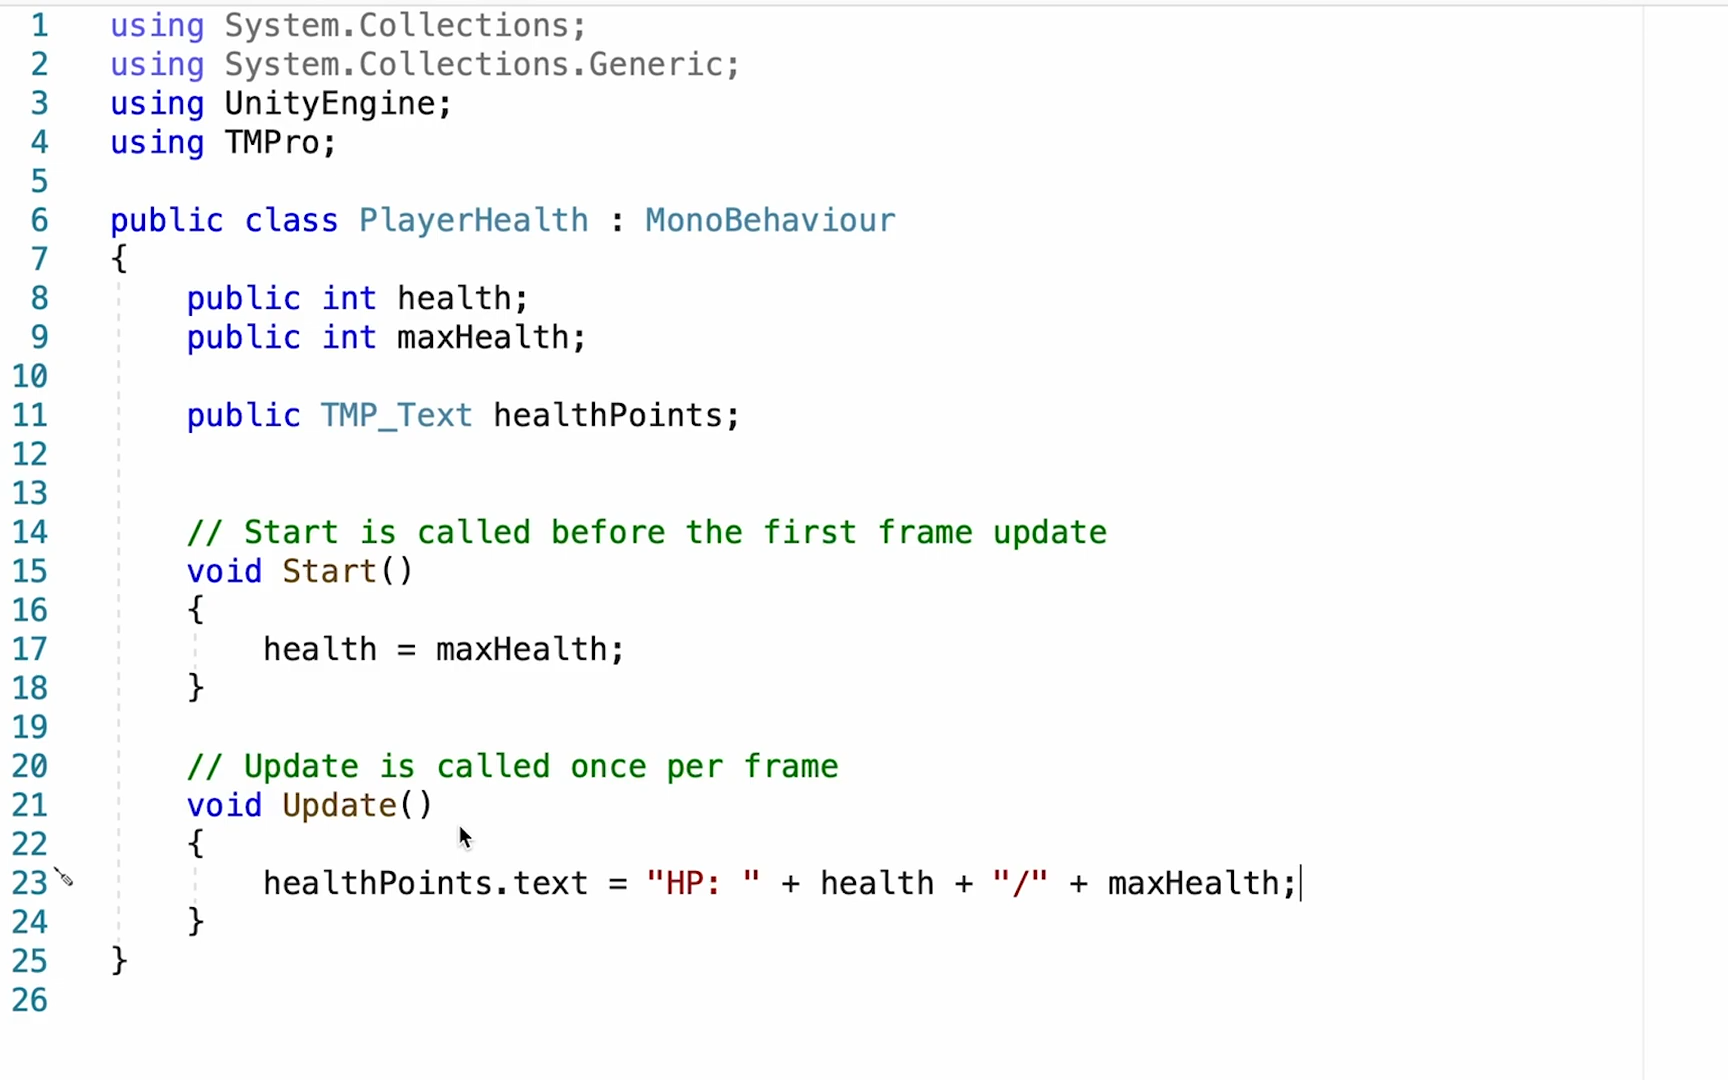 1 using System.Collections;
2 using System.Collections.Generic;
3 using UnityEngine;
4 using TMPro;
5
6 public class PlayerHealth : MonoBehaviour
7 {
8     public int health;
9     public int maxHealth;
10
11     public TMP_Text healthPoints;
12
13
14     // Start is called before the first frame update
15     void Start()
16     {
17         health = maxHealth;
18     }
19
20     // Update is called once per frame
21     void Update()
22     {
23         healthPoints.text = "HP: " + health + "/" + maxHealth;
24     }
25 }
26